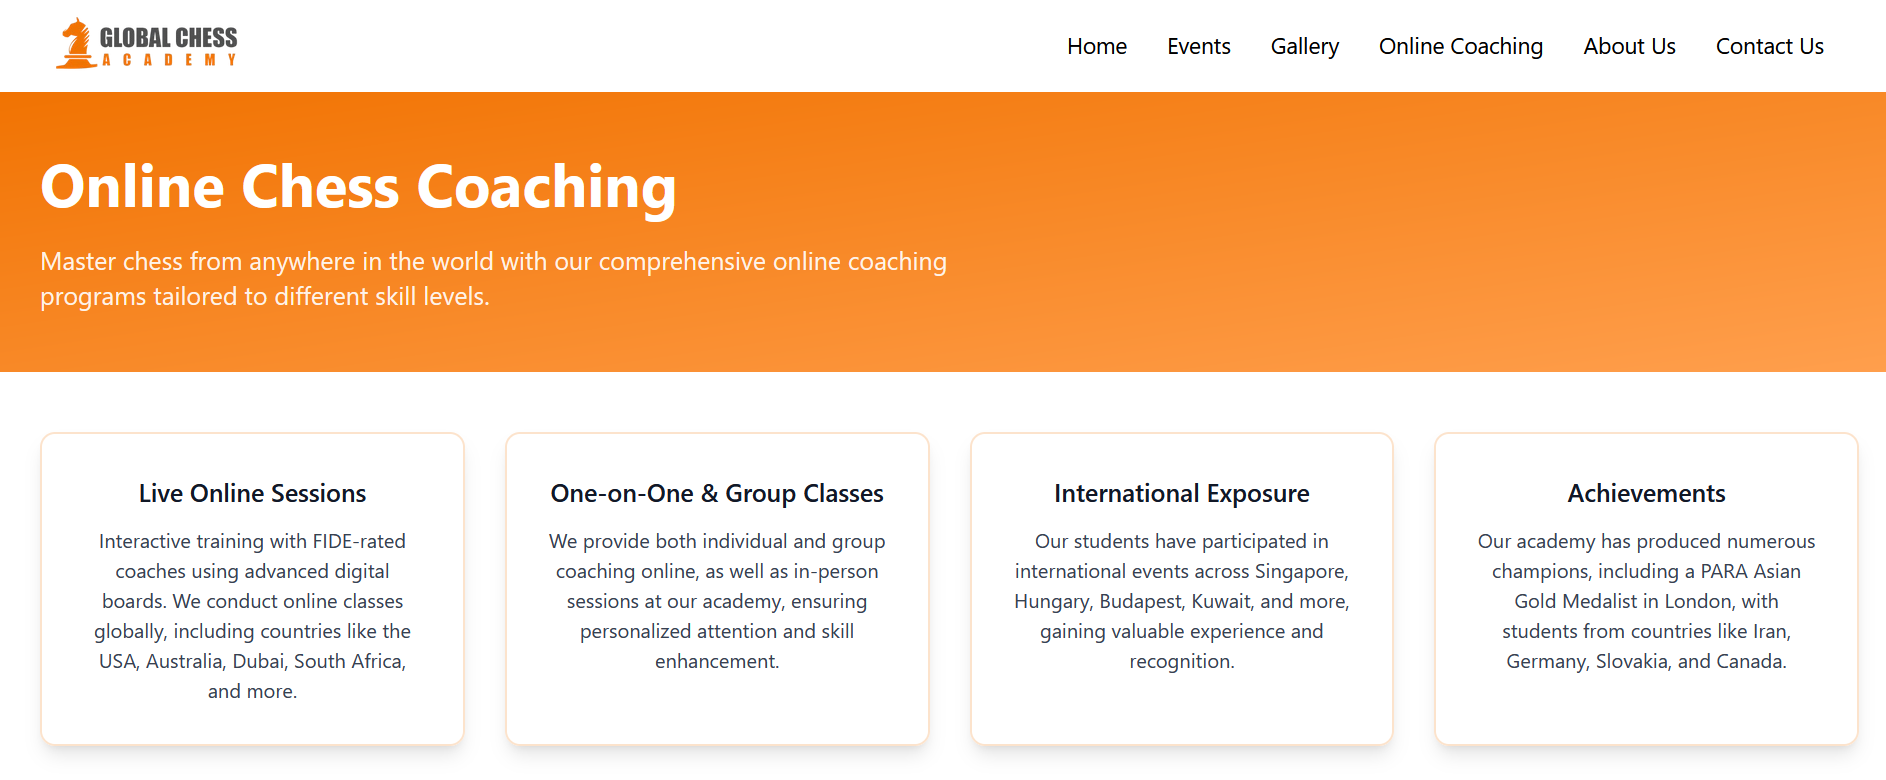 GLOBAL CHESS
ACADEMY
Home Events Gallery Online Coaching About Us Contact Us
Online Chess Coaching
Master chess from anywhere in the world with our comprehensive online coaching
programs tailored to different skill levels.
Live Online Sessions
Interactive training with FIDE-rated
coaches using advanced digital
boards. We conduct online classes
globally, including countries like the
USA, Australia, Dubai, South Africa,
and more.
One-on-One & Group Classes
We provide both individual and group
coaching online, as well as in-person
sessions at our academy, ensuring
personalized attention and skill
enhancement.
International Exposure
Our students have participated in
international events across Singapore,
Hungary, Budapest, Kuwait, and more,
gaining valuable experience and
recognition.
Achievements
Our academy has produced numerous
champions, including a PARA Asian
Gold Medalist in London, with
students from countries like Iran,
Germany, Slovakia, and Canada.